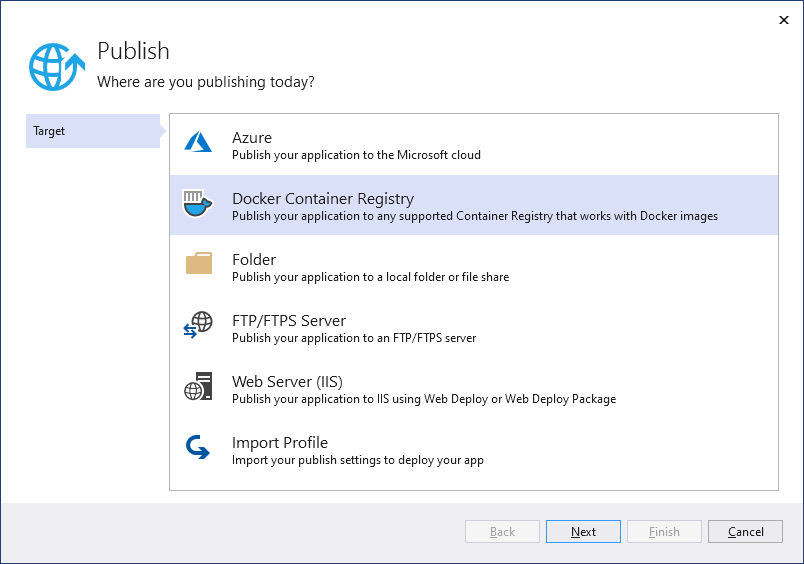 Publish
Where are you publishing today?
Target
Azure
Publish your application to the Microsoft cloud
Docker Container Registry
Publish your application to any supported Container Registry that works with Docker images
Folder
Publish your application to a local folder or file share
FTP/FTPS Server
Publish your application to an FTP/FTPS server
Web Server (IIS)
Publish your application to IIS using Web Deploy or Web Deploy Package
Import Profile
Import your publish settings to deploy your app
Back
Next
Finish
Cancel